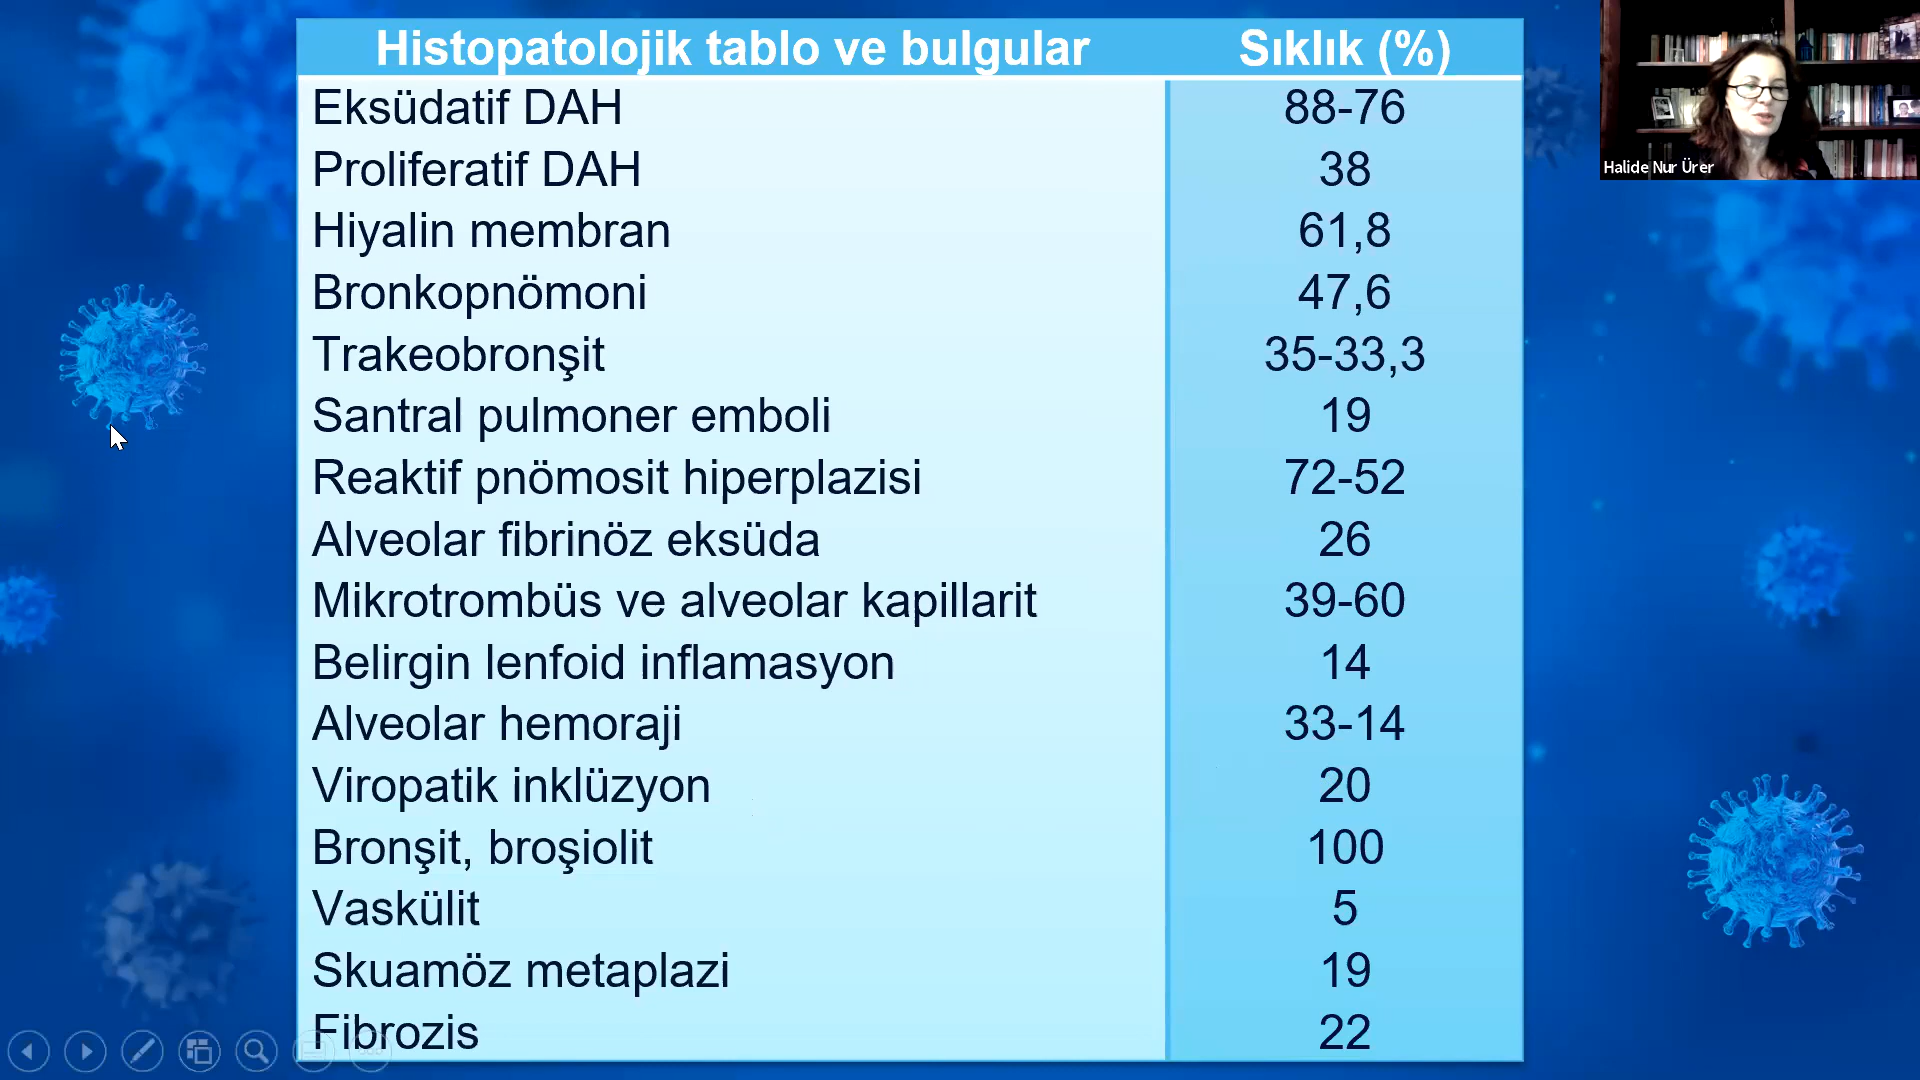 Histopatolojik tablo ve bulgular Sıklık (%)
Eksüdatif DAH 88-76
Proliferatif DAH 38
Hiyalin membran 61,8
Bronkopnömoni 47,6
Trakeobronşit 35-33,3
Santral pulmoner emboli 19
Reaktif pnömosit hiperplazisi 72-52
Alveolar fibrinöz eksüda 26
Mikrotrombüs ve alveolar kapillarit 39-60
Belirgin lenfoid inflamasyon 14
Alveolar hemoraji 33-14
Viropatik inklüzyon 20
Bronşit, broşiolit 100
Vaskülit 5
Skuamöz metaplazi 19
Fibrozis 22
Halide Nur Ürer